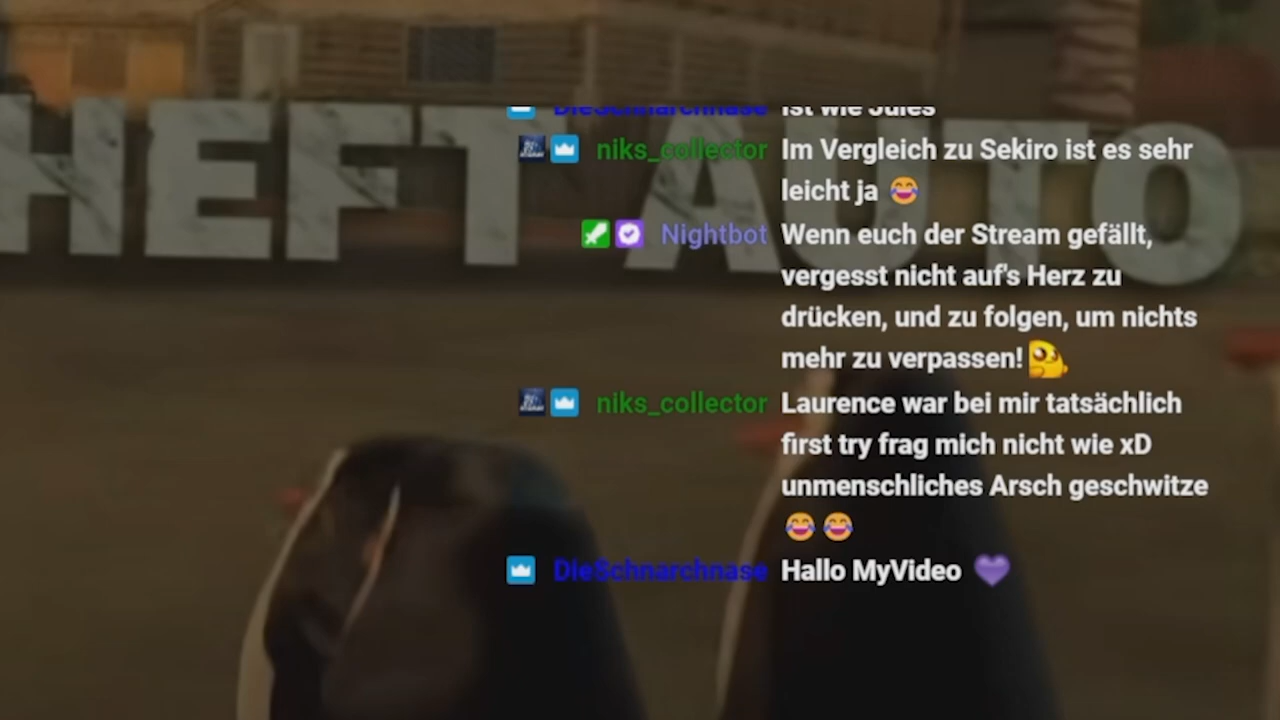 HEFT AUTO
DieSchnarchnase ist wie Jules
niks_collector Im Vergleich zu Sekiro ist es sehr
leicht ja 😂
Nightbot Wenn euch der Stream gefällt,
vergesst nicht auf's Herz zu
drücken, und zu folgen, um nichts
mehr zu verpassen!
niks_collector Laurence war bei mir tatsächlich
first try frag mich nicht wie xD
unmenschliches Arsch geschwitze
😂 😂
DieSchnarchnase Hallo MyVideo 💜